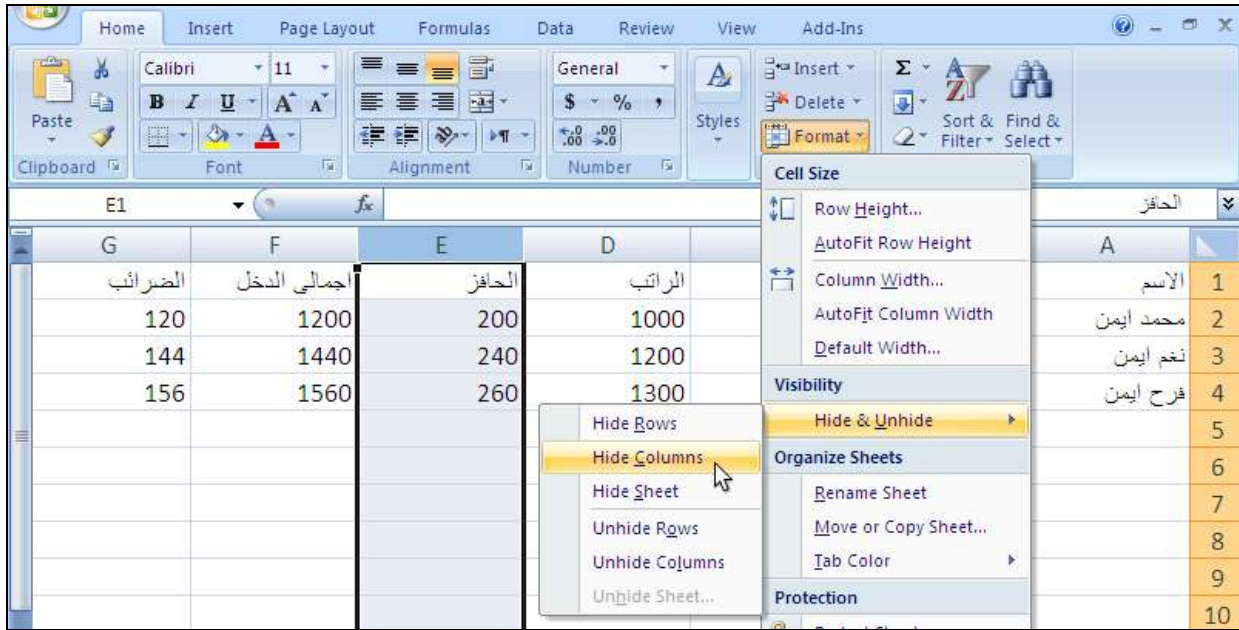 Home Insert Page Layout Formulas Data Review View Add-Ins
Calibri 11 General Insert
B I U A A $ % , Delete
Paste Styles Format Sort & Filter Find & Select
Clipboard Font Alignment Number
E1 fx الحافز
G F E D A
الضرائب اجمالى الدخل الحافز الراتب الاسم 1
120 1200 200 1000 محمد ايمن 2
144 1440 240 1200 نغم ايمن 3
156 1560 260 1300 فرح ايمن 4
5
6
7
8
9
10
Cell Size
Row Height...
AutoFit Row Height
Column Width...
AutoFit Column Width
Default Width...
Visibility
Hide & Unhide
Organize Sheets
Rename Sheet
Move or Copy Sheet...
Tab Color
Protection
Hide Rows
Hide Columns
Hide Sheet
Unhide Rows
Unhide Columns
Unhide Sheet...